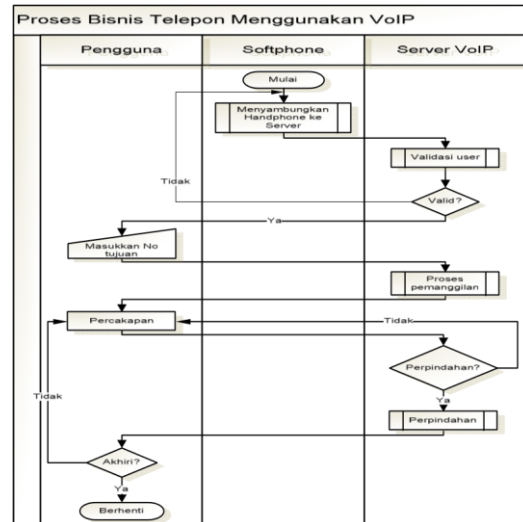 Proses Bisnis Telepon Menggunakan VoIP
Pengguna
Softphone
Server VoIP
Mulai
Menyambungkan
Handphone ke
Server
Validasi user
Tidak
Valid?
Ya
Masukkan No
tujuan
Proses
pemanggilan
Percakapan
Tidak
Perpindahan?
Tidak
Ya
Perpindahan
Akhiri?
Ya
Berhenti